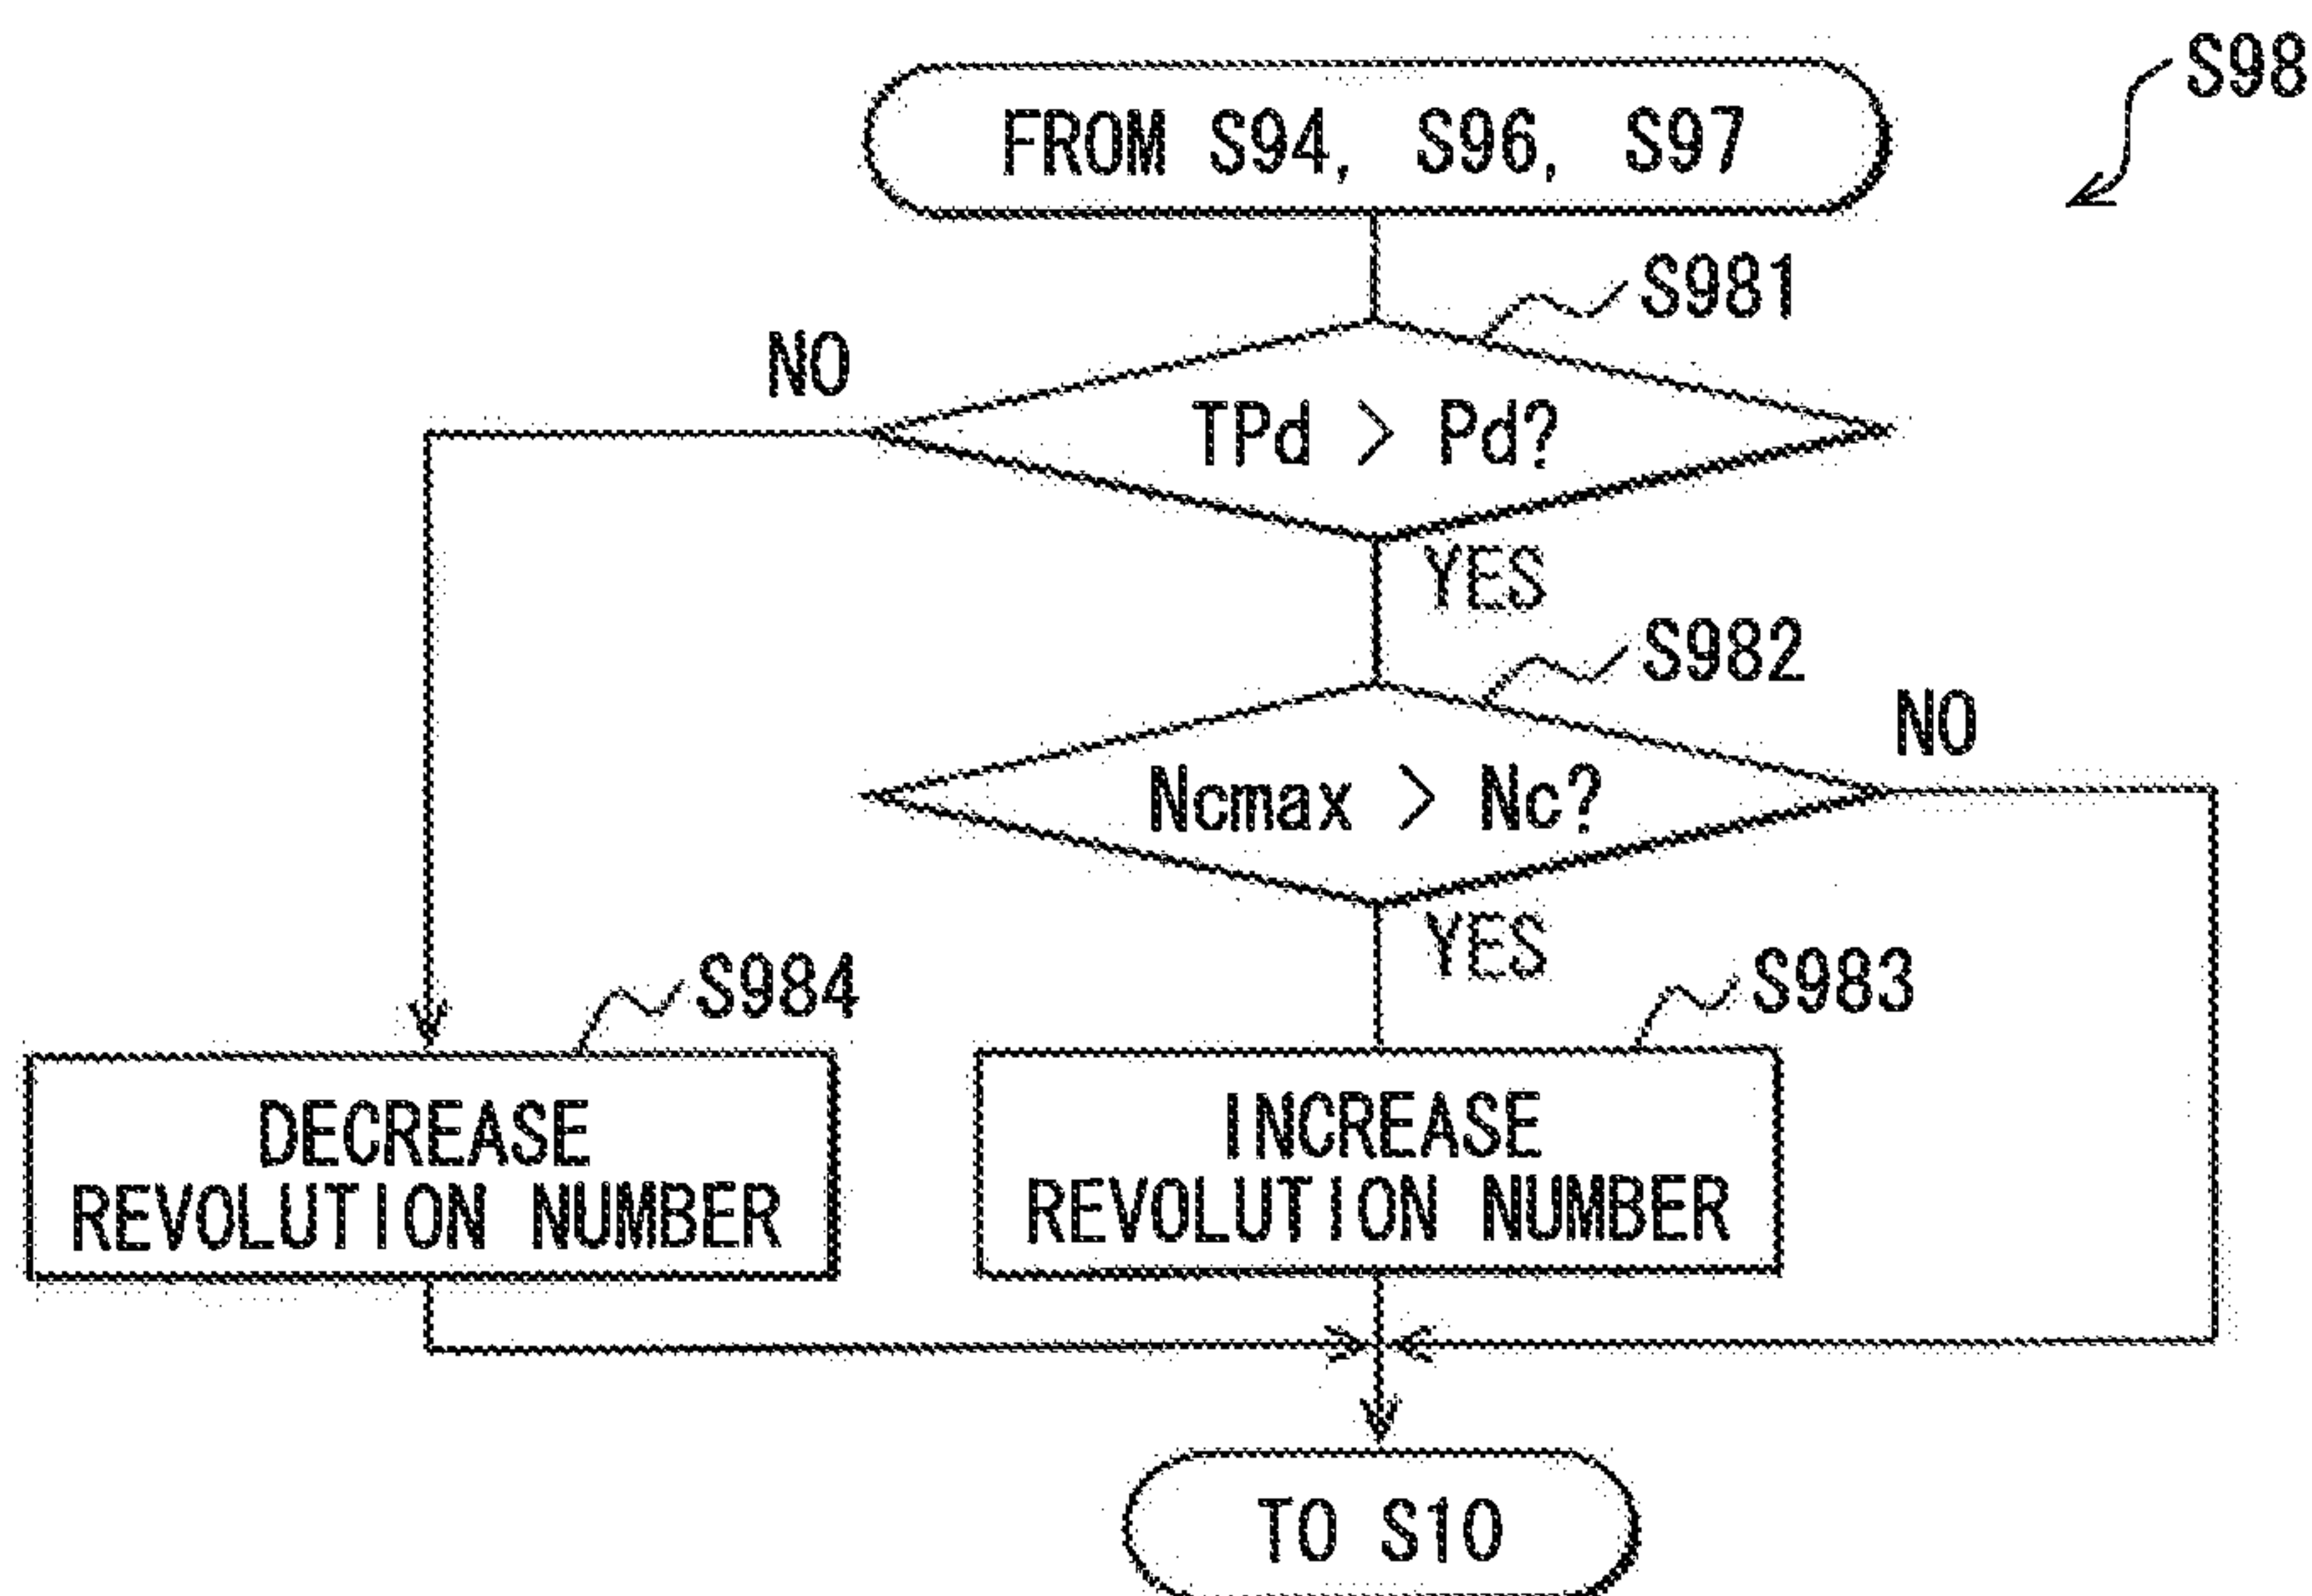 S98
FROM S94, S96, S97
S981
NO
TPd > Pd?
YES
S982
NO
Ncmax > Nc?
YES
S984
S983
DECREASE
REVOLUTION NUMBER
INCREASE
REVOLUTION NUMBER
TO S10